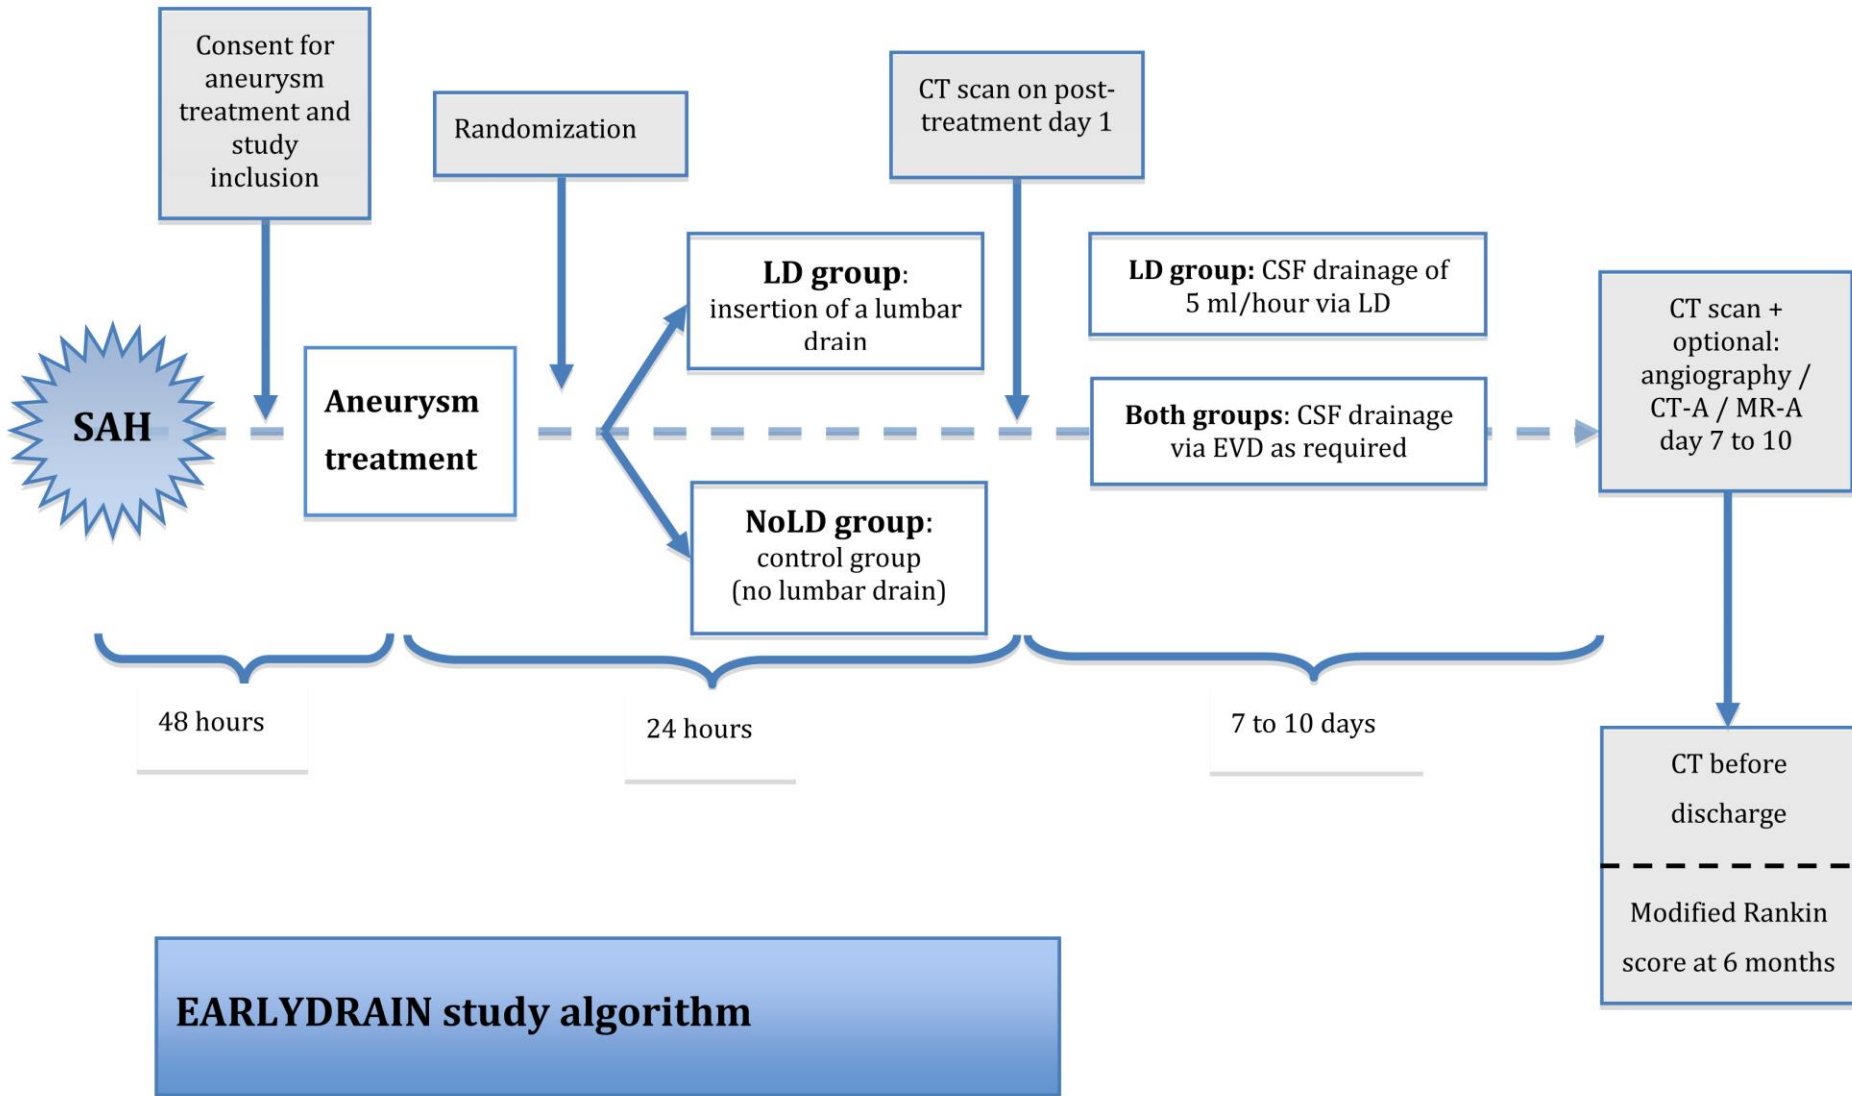 Consent for
aneurysm
treatment and
study
inclusion
Randomization
CT scan on post-
treatment day 1
LD group:
insertion of a lumbar
drain
LD group: CSF drainage of
5 ml/hour via LD
CT scan +
optional:
angiography /
CT-A / MR-A
day 7 to 10
SAH
Aneurysm
treatment
Both groups: CSF drainage
via EVD as required
NoLD group:
control group
(no lumbar drain)
48 hours
24 hours
7 to 10 days
CT before
discharge
Modified Rankin
score at 6 months
EARLYDRAIN study algorithm